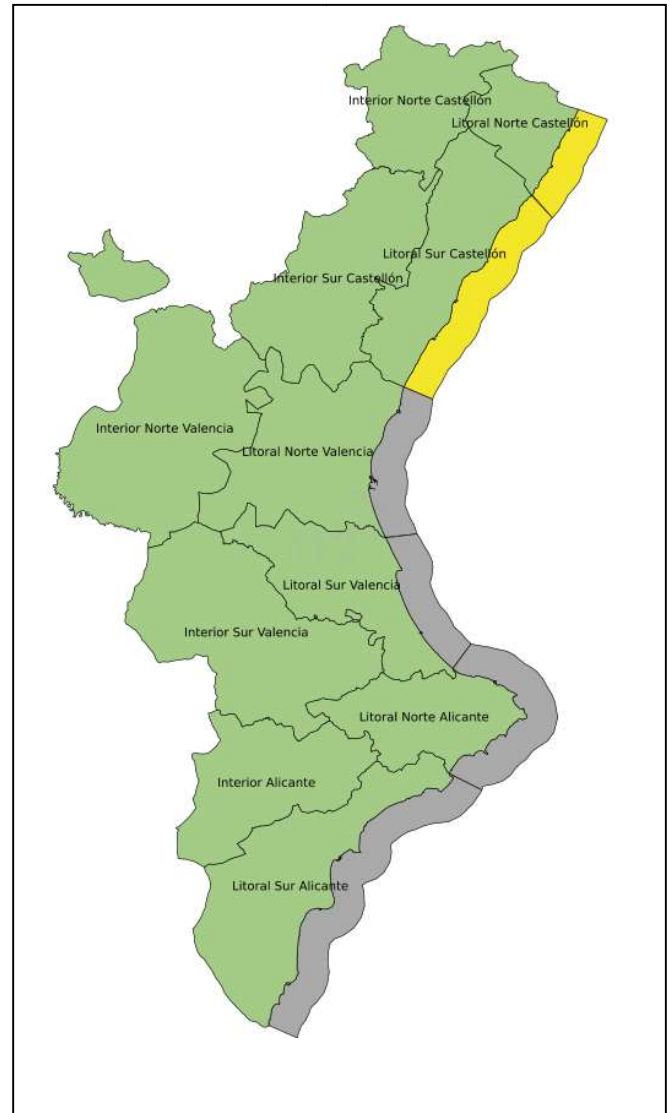 Interior Norte Castellón
Litoral Norte Castellón
Litoral Sur Castellón
Interior Sur Castellón
Interior Norte Valencia
Litoral Norte Valencia
Litoral Sur Valencia
Interior Sur Valencia
Litoral Norte Alicante
Interior Alicante
Litoral Sur Alicante